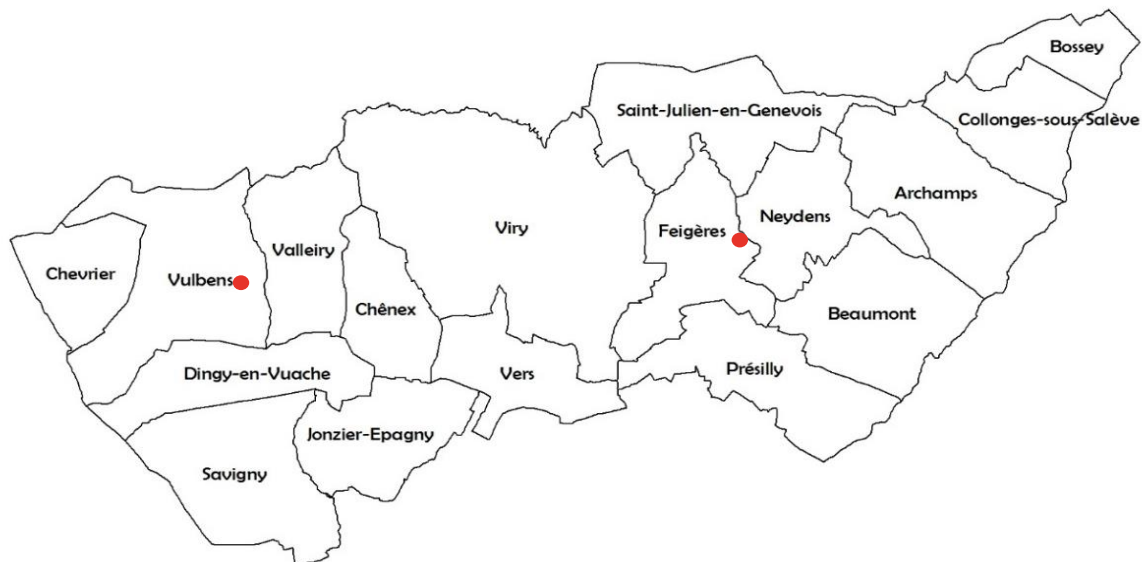 Bossey
Saint-Julien-en-Genevois
Collonges-sous-Salève
Archamps
Neydens
Viry
Feigères
Valleiry
Chevrier
Vulbens
Chênex
Beaumont
Dingy-en-Vuache
Vers
Présilly
Jonzier-Epagny
Savigny